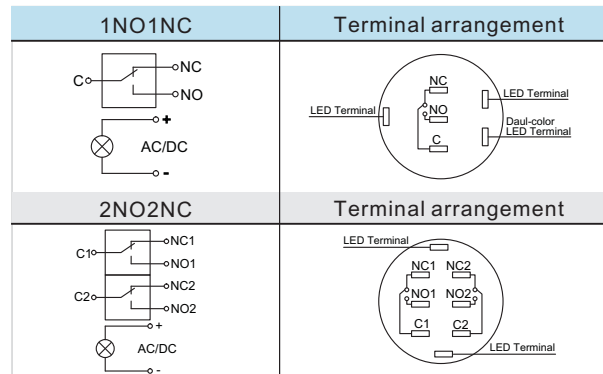 1NO1NC
Terminal arrangement
C
NC
NO
+
AC/DC
-
NC
LED Terminal
LED Terminal
NO
Daul-color
LED Terminal
C
2NO2NC
Terminal arrangement
C1
NC1
NO1
C2
NC2
NO2
+
AC/DC
-
LED Terminal
NC1 NC2
NO1 NO2
C1 C2
LED Terminal